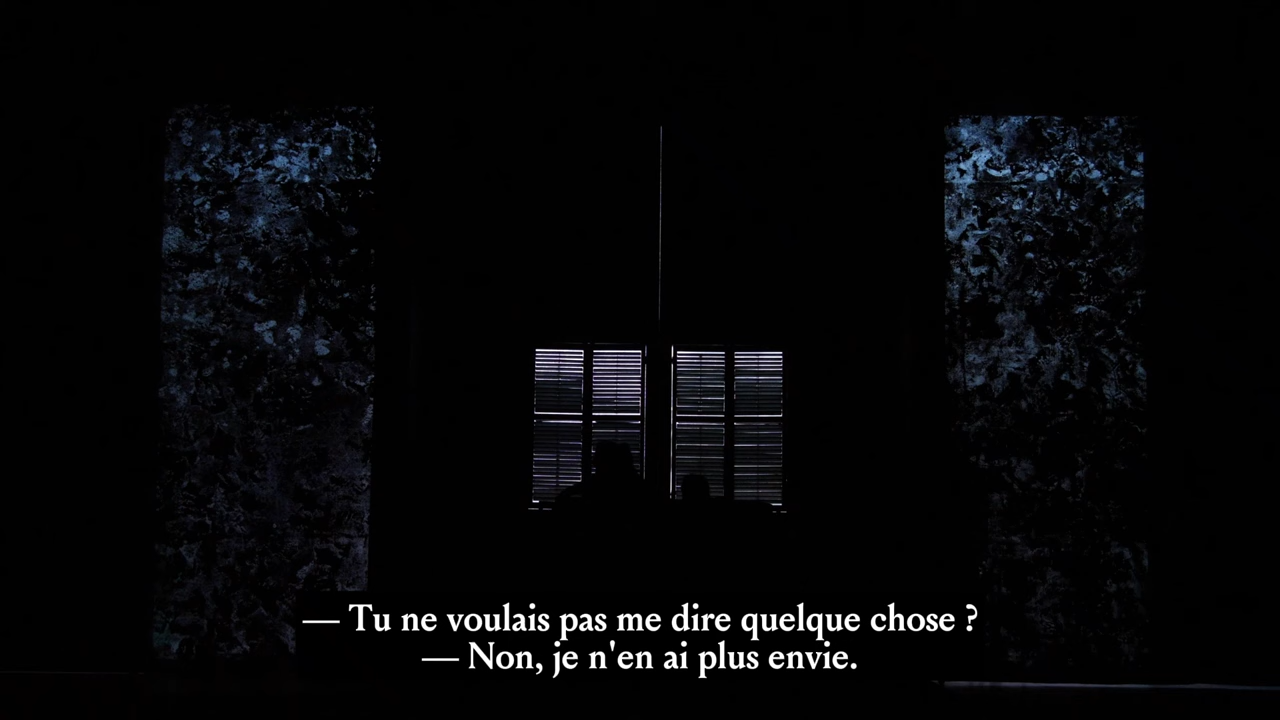 — Tu ne voulais pas me dire quelque chose ?
— Non, je n'en ai plus envie.